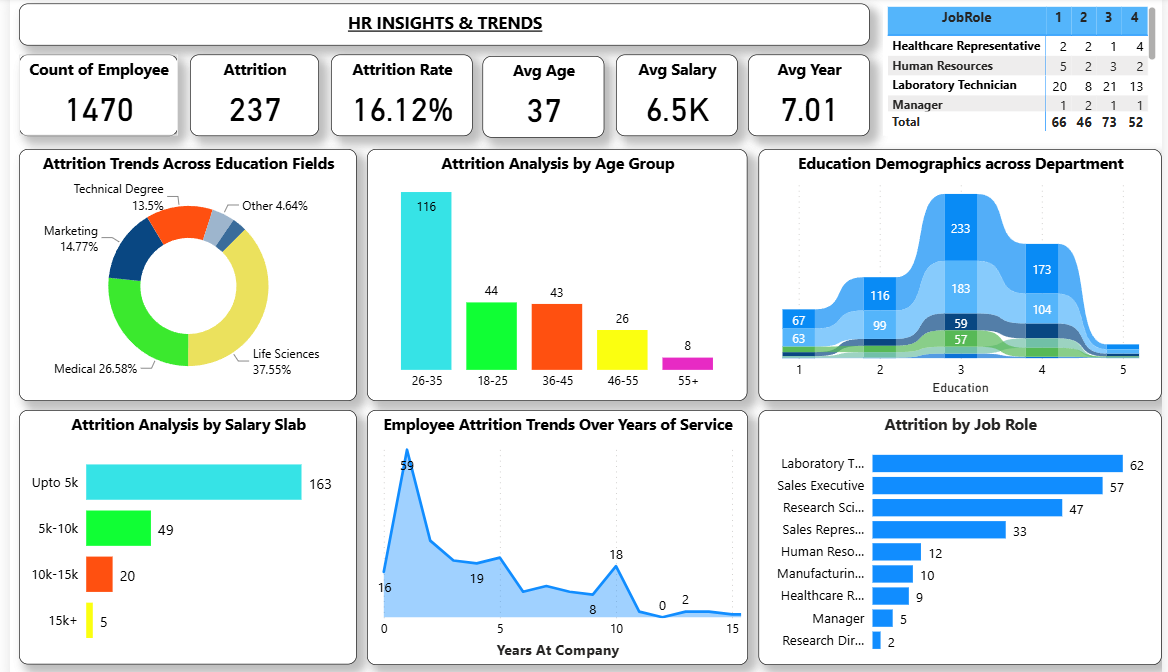 HR INSIGHTS & TRENDS
JobRole 1 2 3 4
Healthcare Representative 2 2 1 4
Human Resources 5 2 3 2
Laboratory Technician 20 8 21 13
Manager 1 2 1 1
Total 66 46 73 52
Count of Employee
1470
Attrition
237
Attrition Rate
16.12%
Avg Age
37
Avg Salary
6.5K
Avg Year
7.01
Attrition Trends Across Education Fields
Technical Degree
13.5%
Other 4.64%
Marketing
14.77%
Life Sciences
37.55%
Medical 26.58%
Attrition Analysis by Age Group
116
44
43
26
8
26-35
18-25
36-45
46-55
55+
Education Demographics across Department
233
173
116
183
67
104
99
59
63
57
1
2
3
4
5
Education
Attrition Analysis by Salary Slab
Upto 5k 163
5k-10k 49
10k-15k 20
15k+ 5
Employee Attrition Trends Over Years of Service
59
18
19
16
8
0
2
0
5
10
15
Years At Company
Attrition by Job Role
Laboratory T... 62
Sales Executive 57
Research Sci... 47
Sales Repres... 33
Human Reso... 12
Manufacturin... 10
Healthcare R... 9
Manager 5
Research Dir... 2